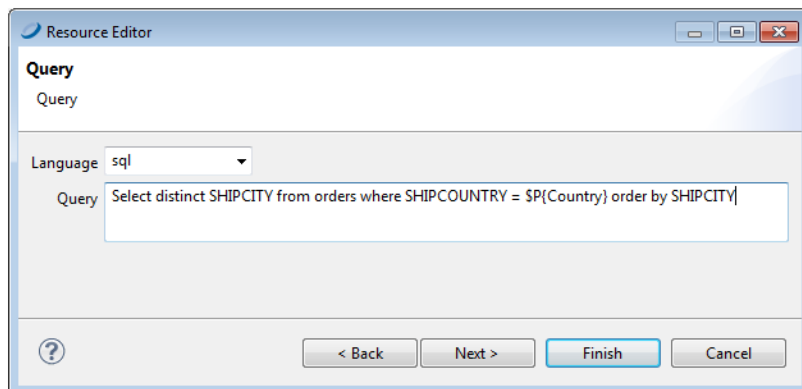 Resource Editor
Query
Query
Language sql
Query Select distinct SHIPCITY from orders where SHIPCOUNTRY = $P{Country} order by SHIPCITY
? < Back Next > Finish Cancel